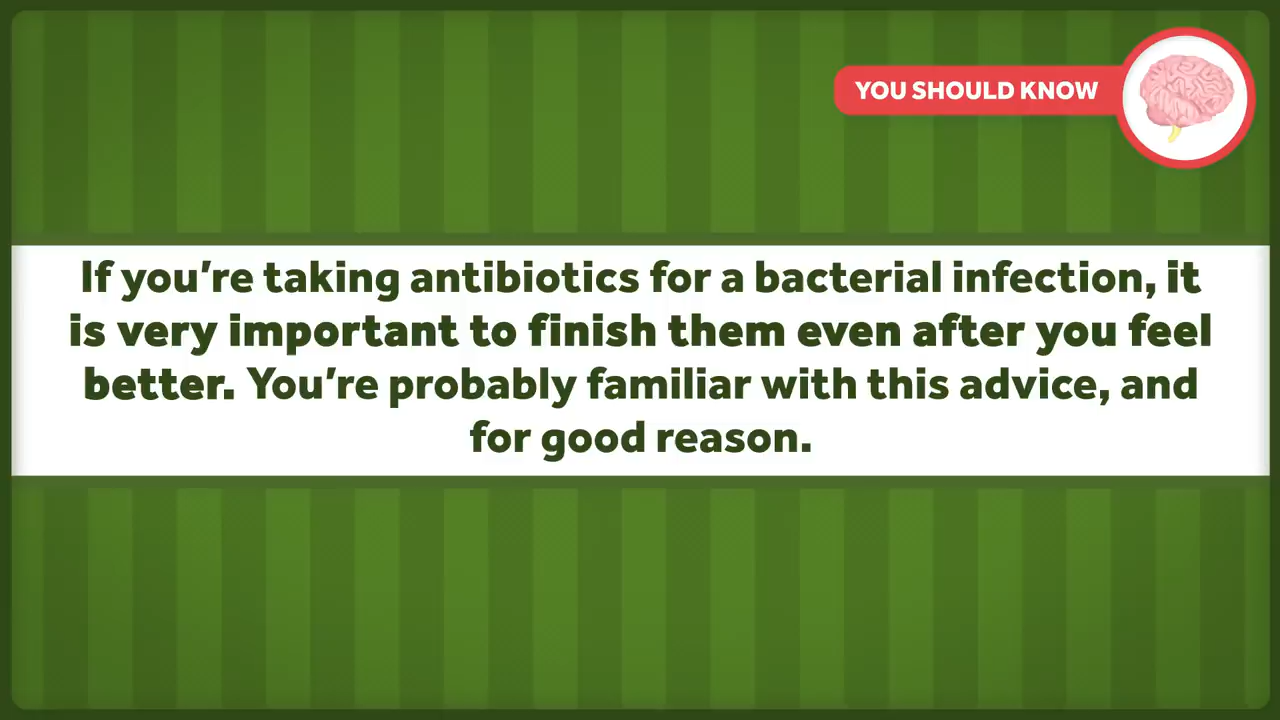 YOU SHOULD KNOW
If you're taking antibiotics for a bacterial infection, it
is very important to finish them even after you feel
better. You're probably familiar with this advice, and
for good reason.